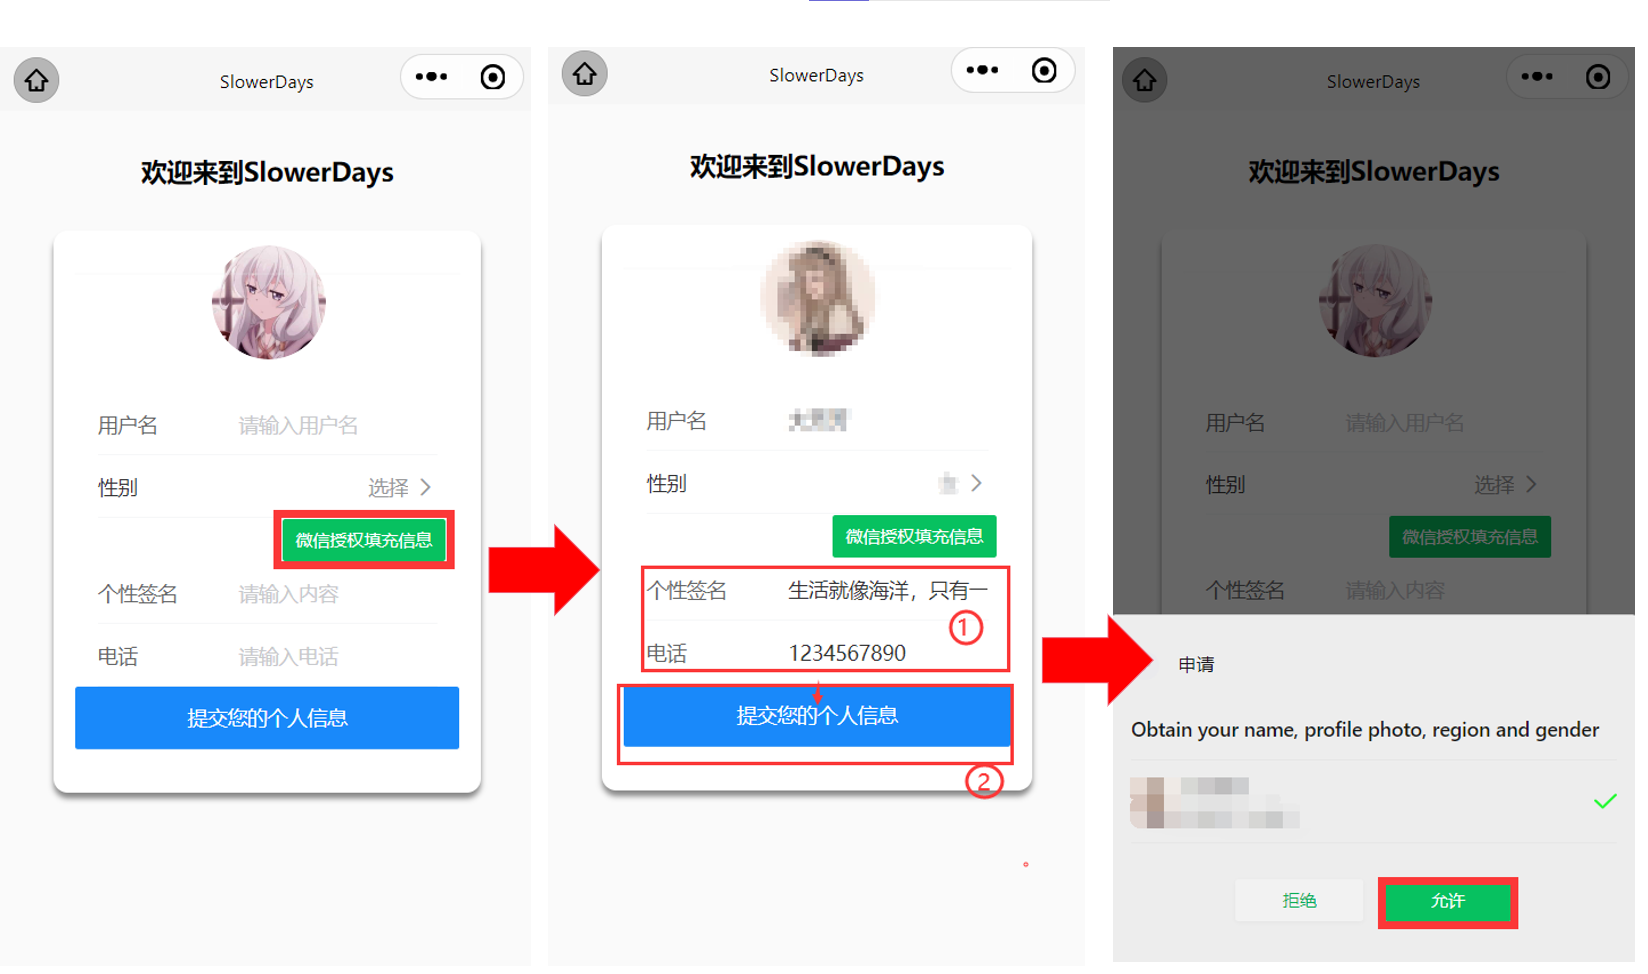 SlowerDays
欢迎来到SlowerDays
用户名 请输入用户名
性别 选择
微信授权填充信息
个性签名 请输入内容
电话 请输入电话
提交您的个人信息
SlowerDays
欢迎来到SlowerDays
用户名
性别
微信授权填充信息
个性签名 生活就像海洋，只有一
①
电话 1234567890
提交您的个人信息
②
SlowerDays
欢迎来到SlowerDays
用户名 请输入用户名
性别 选择
微信授权填充信息
个性签名 请输入内容
申请
Obtain your name, profile photo, region and gender
拒绝 允许